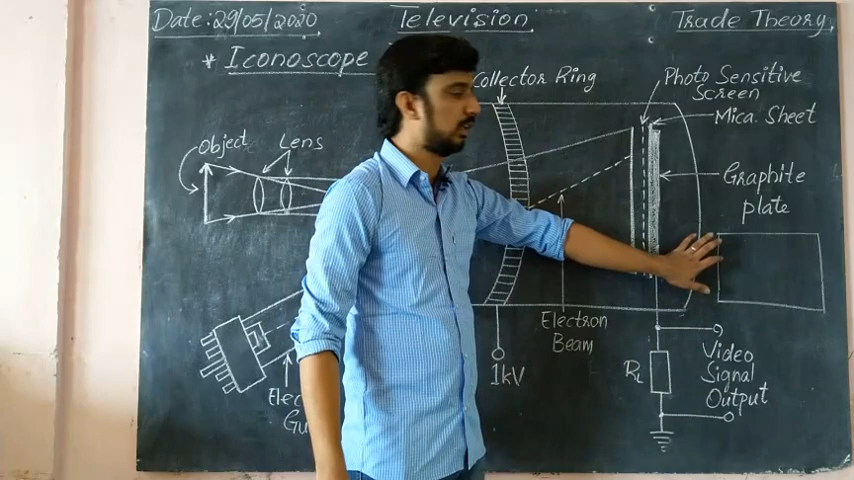 Date:29/05/2020
Television
Trade Theory
* Iconoscope
Collector Ring
Photo Sensitive
Screen
Mica Sheet
Object
Lens
Graphite
plate
Electron
Beam
1kV
RL
Video
Signal
Output